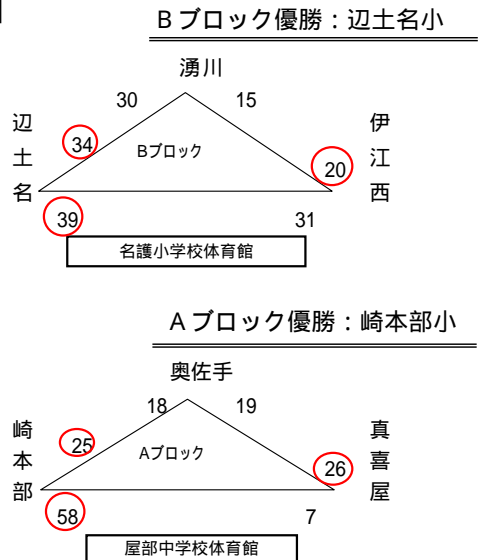 Bブロック優勝：辺土名小
湧川
30 15
辺土名
34
Bブロック
20
伊江西
39 31
名護小学校体育館
Aブロック優勝：崎本部小
奥佐手
18 19
崎本部
25
Aブロック
26
真喜屋
58 7
屋部中学校体育館